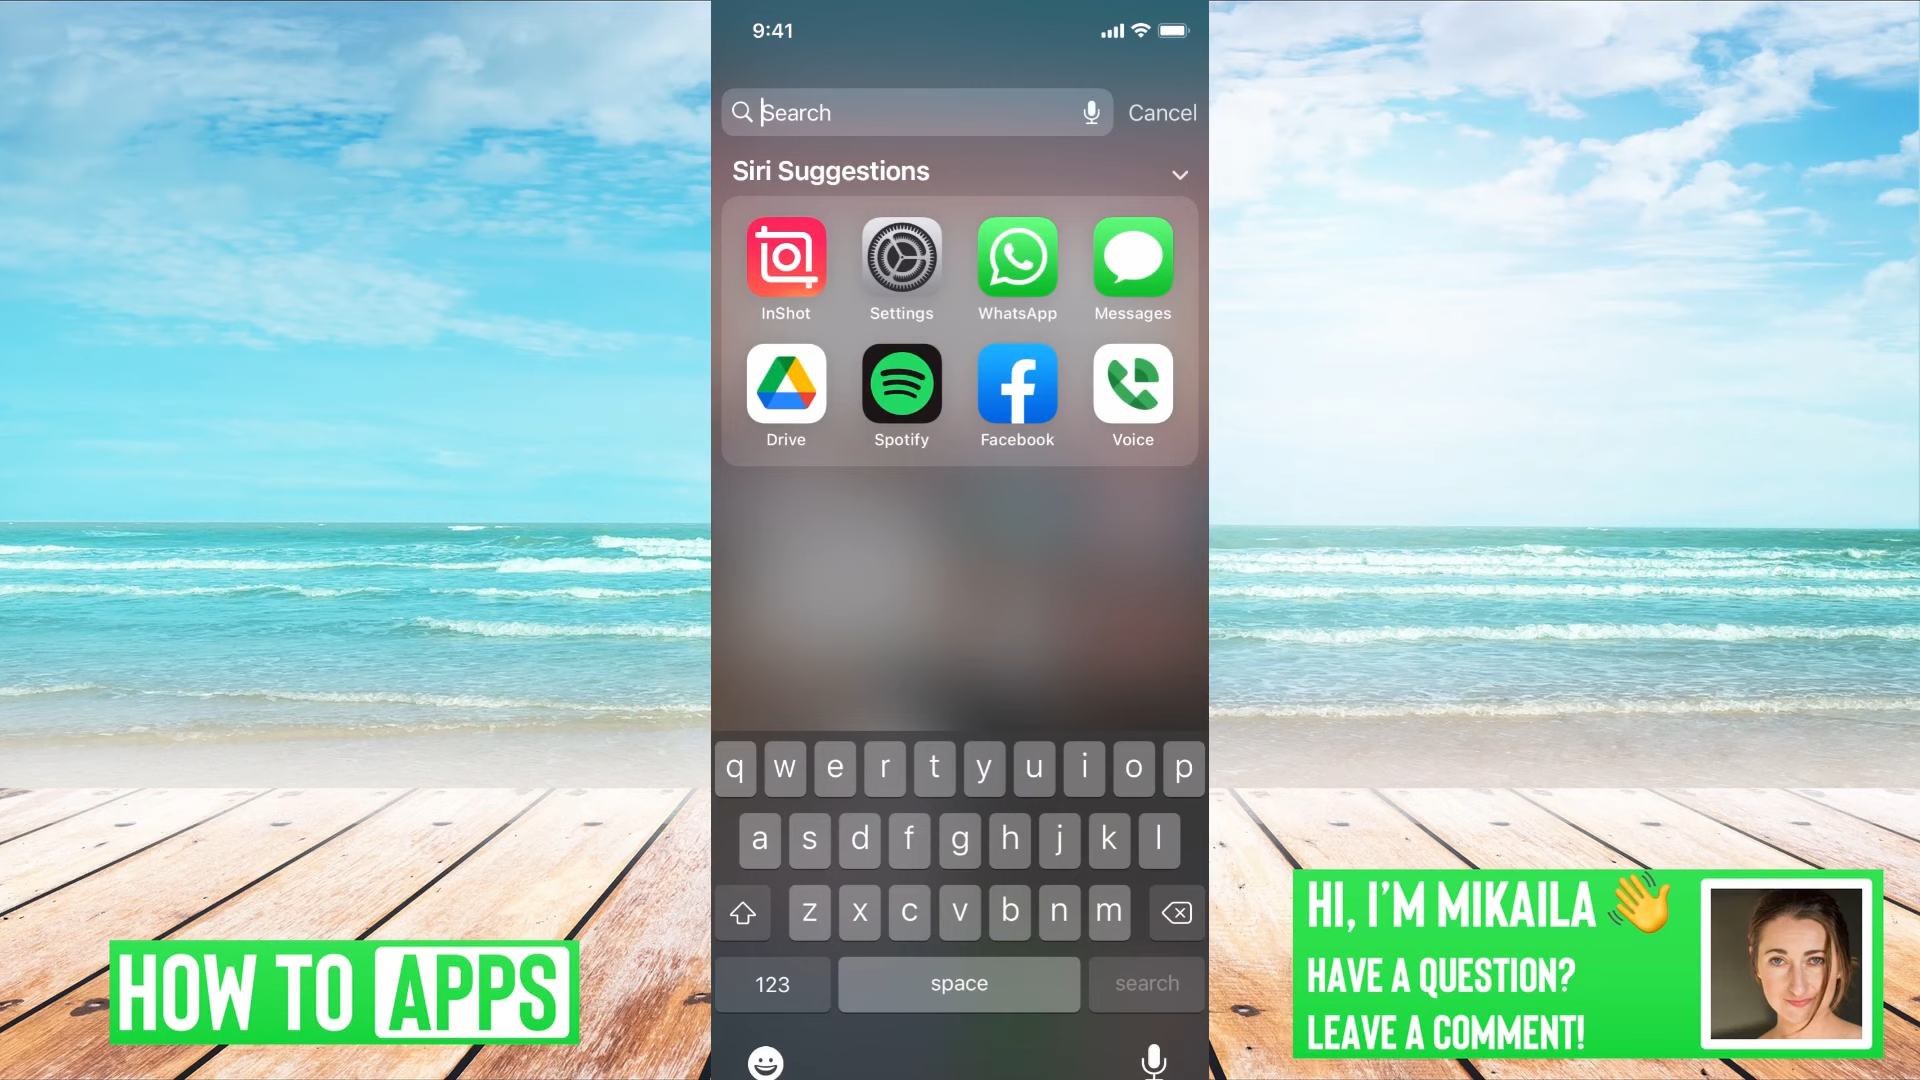 9:41
Search
Cancel
Siri Suggestions
InShot
Settings
WhatsApp
Messages
Drive
Spotify
Facebook
Voice
q w e r t y u i o p
a s d f g h j k l
z x c v b n m
123
space
search
HOW TO APPS
HI, I'M MIKAILA 👋
HAVE A QUESTION?
LEAVE A COMMENT!